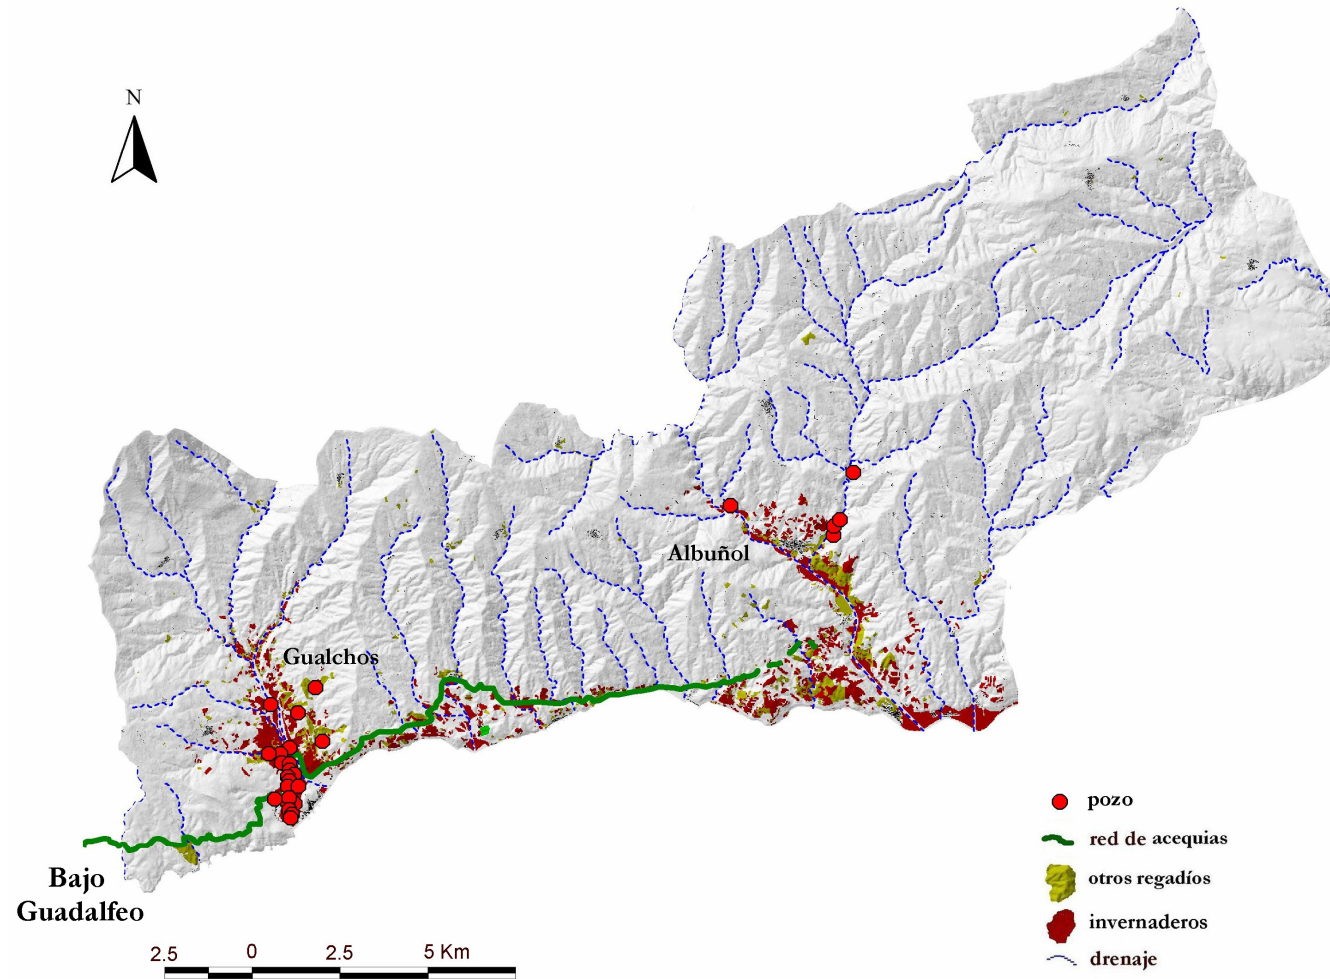 N
Albuñol
Gualchos
Bajo
Guadalfeo
pozo
red de acequias
otros regadíos
invernaderos
drenaje
2.5 0 2.5 5 Km